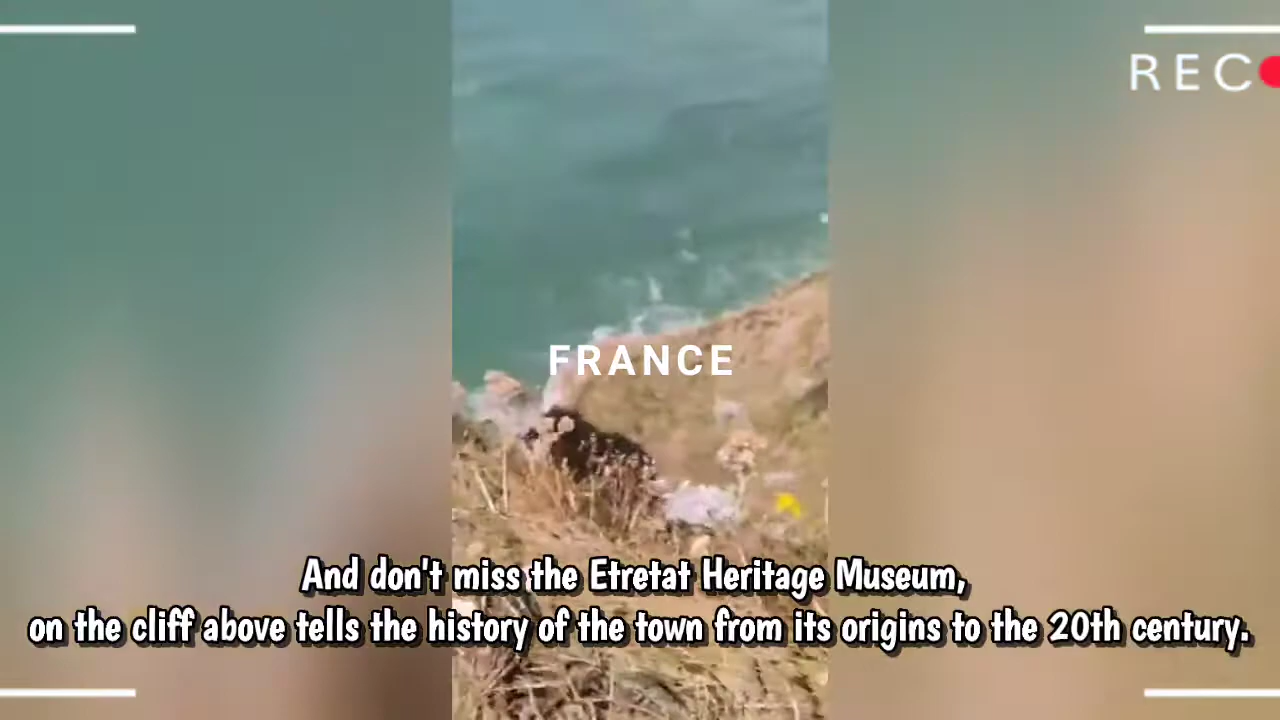 REC
FRANCE
And don't miss the Etretat Heritage Museum,
on the cliff above tells the history of the town from its origins to the 20th century.